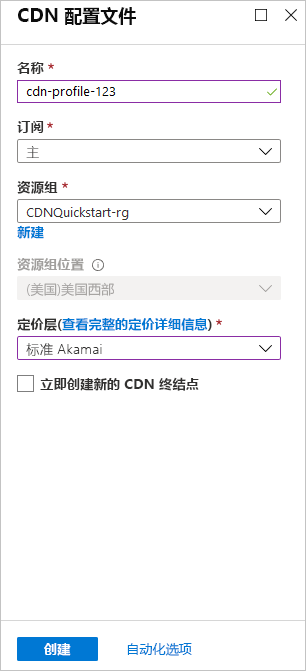 CDN 配置文件
名称 *
cdn-profile-123
订阅 *
主
资源组 *
CDNQuickstart-rg
新建
资源组位置
(美国)美国西部
定价层(查看完整的定价详细信息) *
标准 Akamai
立即创建新的 CDN 终结点
创建
自动化选项